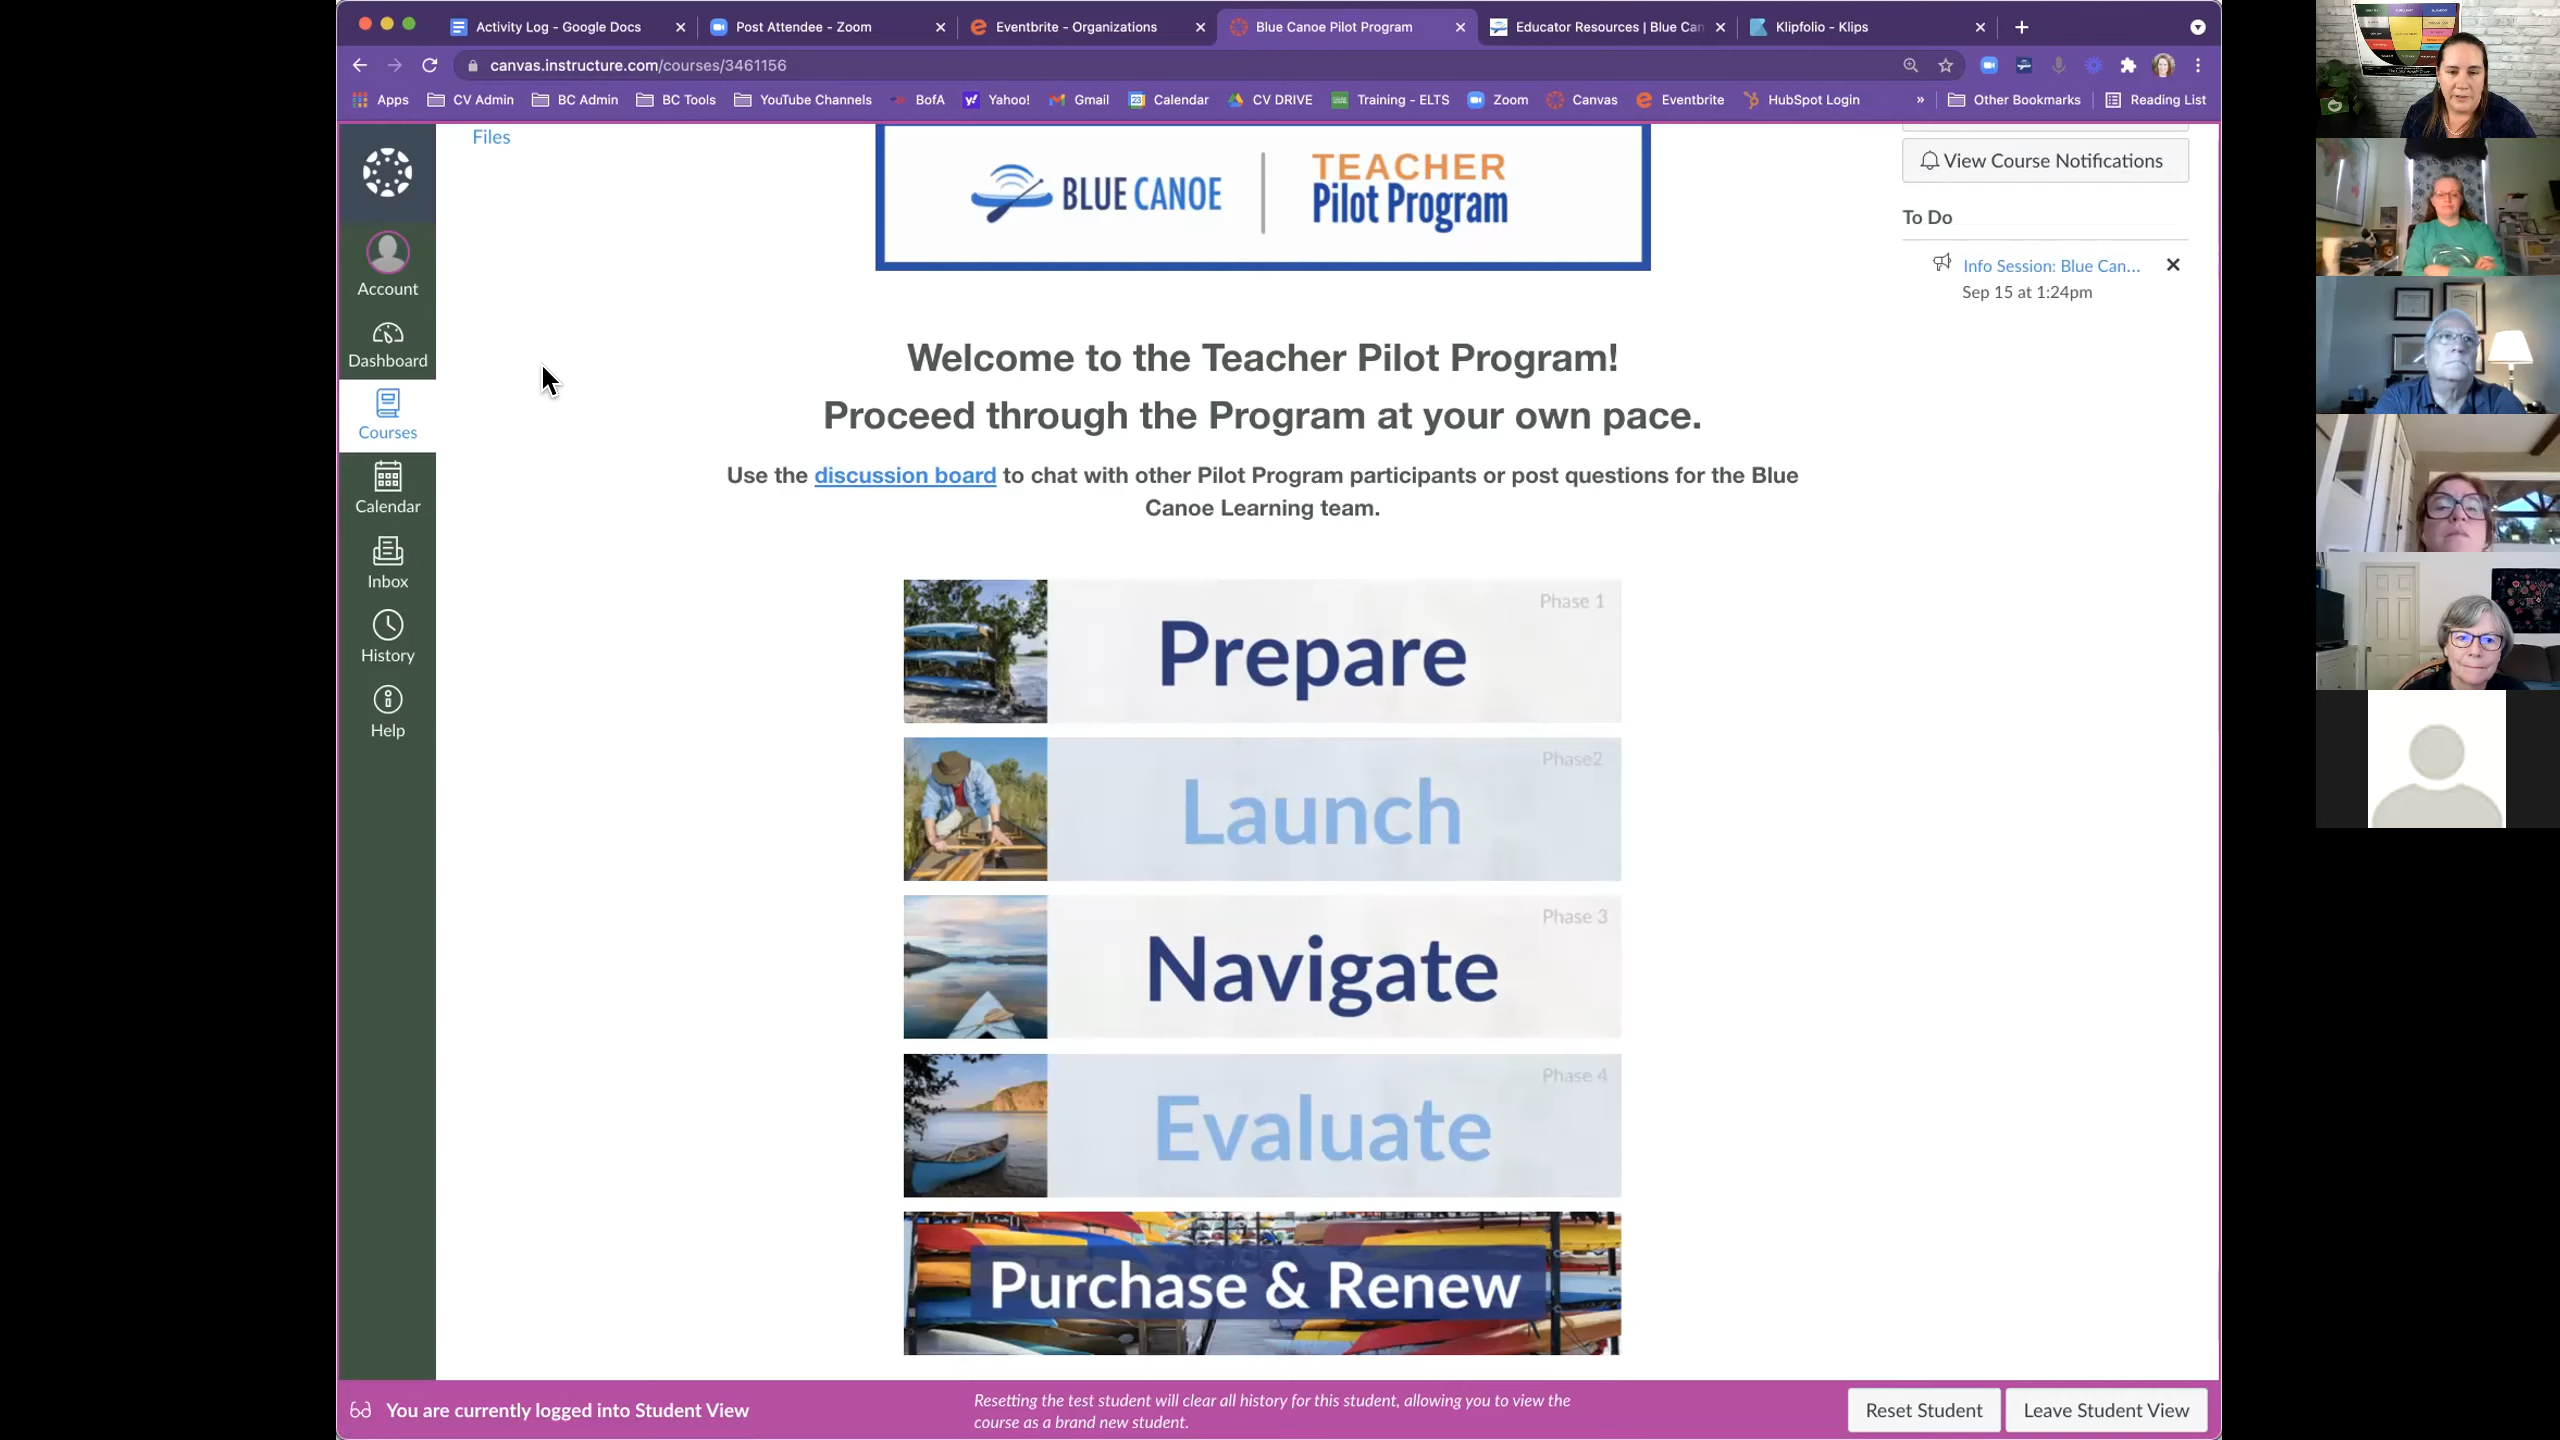 Activity Log - Google Docs
Post Attendee - Zoom
Eventbrite - Organizations
Blue Canoe Pilot Program
Educator Resources | Blue Can
Klipfolio - Klips
canvas.instructure.com/courses/3461156
Apps
CV Admin
BC Admin
BC Tools
YouTube Channels
BofA
Yahoo!
Gmail
Calendar
CV DRIVE
Training - ELTS
Zoom
Canvas
Eventbrite
HubSpot Login
»
Other Bookmarks
Reading List
Files
BLUE CANOE
TEACHER
Pilot Program
View Course Notifications
To Do
Info Session: Blue Can...
Sep 15 at 1:24pm
Account
Dashboard
Courses
Calendar
Inbox
History
Help
Welcome to the Teacher Pilot Program!
Proceed through the Program at your own pace.
Use the discussion board to chat with other Pilot Program participants or post questions for the Blue
Canoe Learning team.
Phase 1
Prepare
Phase2
Launch
Phase 3
Navigate
Phase 4
Evaluate
Purchase & Renew
You are currently logged into Student View
Resetting the test student will clear all history for this student, allowing you to view the
course as a brand new student.
Reset Student
Leave Student View